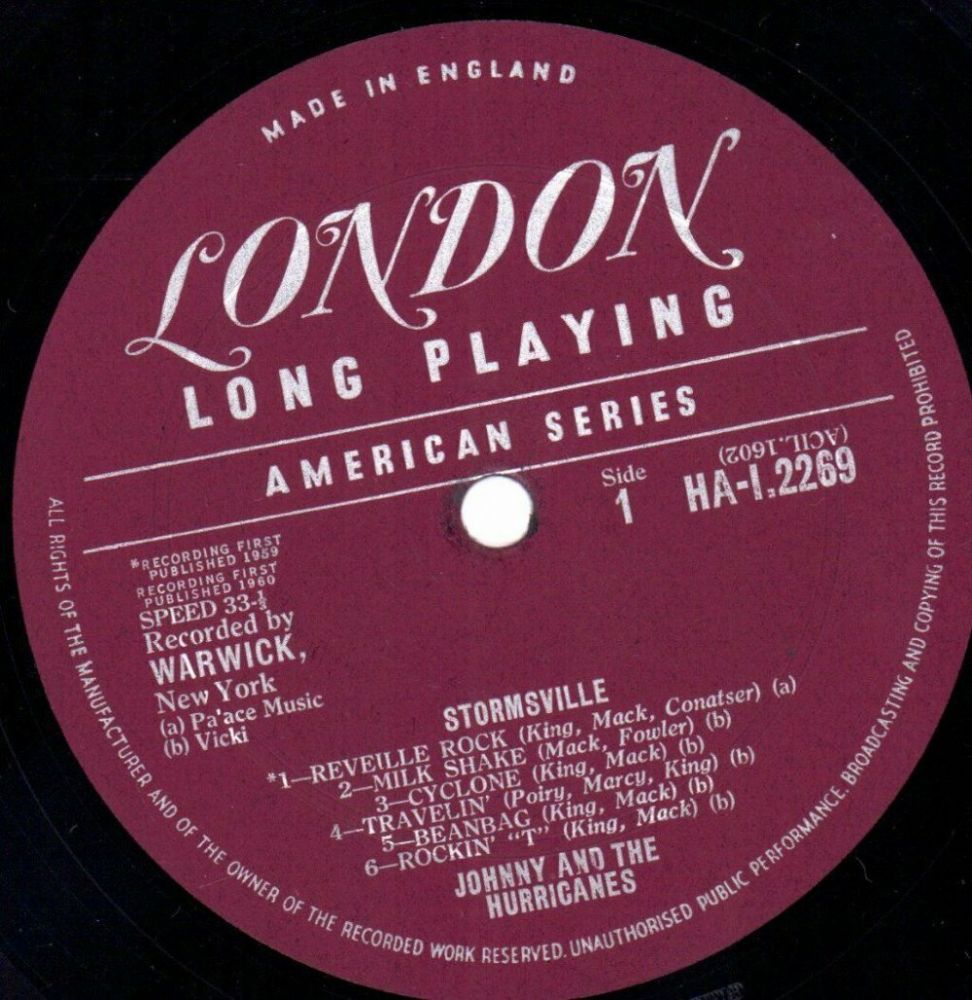 MADE IN ENGLAND
LONDON
LONG PLAYING
AMERICAN SERIES
Side
1
(ACIL.1602)
HA-I.2269
*RECORDING FIRST
PUBLISHED 1959
RECORDING FIRST
PUBLISHED 1960
SPEED 33-⅓
Recorded by
WARWICK,
New York
(a) Pa'ace Music
(b) Vicki
STORMSVILLE
*1—REVEILLE ROCK (King, Mack, Conatser) (a)
2—MILK SHAKE (Mack, Fowler) (b)
3—CYCLONE (King, Mack) (b)
4—TRAVELIN' (Poiry, Marcy, King) (b)
5—BEANBAG (King, Mack) (b)
6—ROCKIN' "T" (King, Mack) (b)
JOHNNY AND THE
HURRICANES
ALL RIGHTS OF THE MANUFACTURER AND OF THE OWNER OF THE RECORDED WORK RESERVED. UNAUTHORISED PUBLIC PERFORMANCE. BROADCASTING AND COPYING OF THIS RECORD PROHIBITED